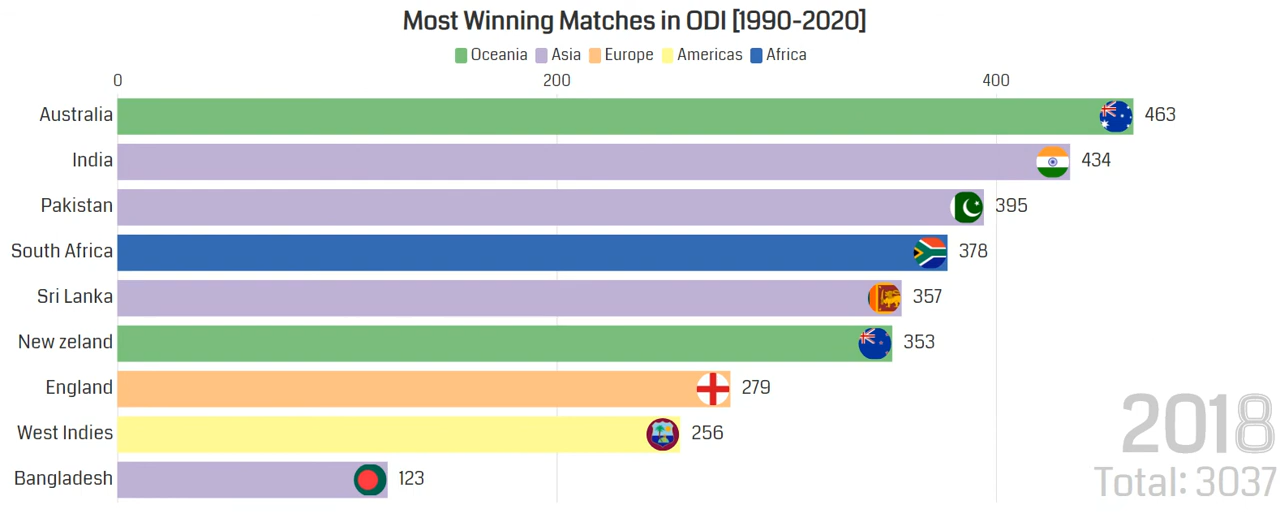 Most Winning Matches in ODI [1990-2020]
Oceania Asia Europe Americas Africa
0 200 400
Australia 463
India 434
Pakistan 395
South Africa 378
Sri Lanka 357
New zeland 353
England 279
West Indies 256
Bangladesh 123
2018
Total: 3037